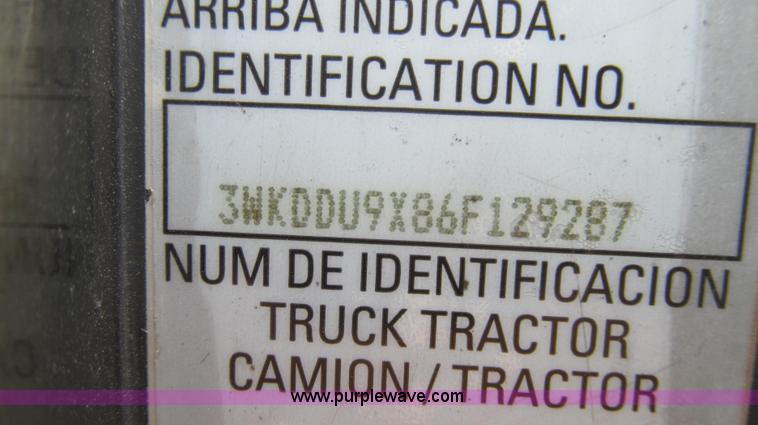 ARRIBA INDICADA.
IDENTIFICATION NO.
3WKDDU9X86F129287
NUM DE IDENTIFICACION
TRUCK TRACTOR
CAMION / TRACTOR
www.purplewave.com